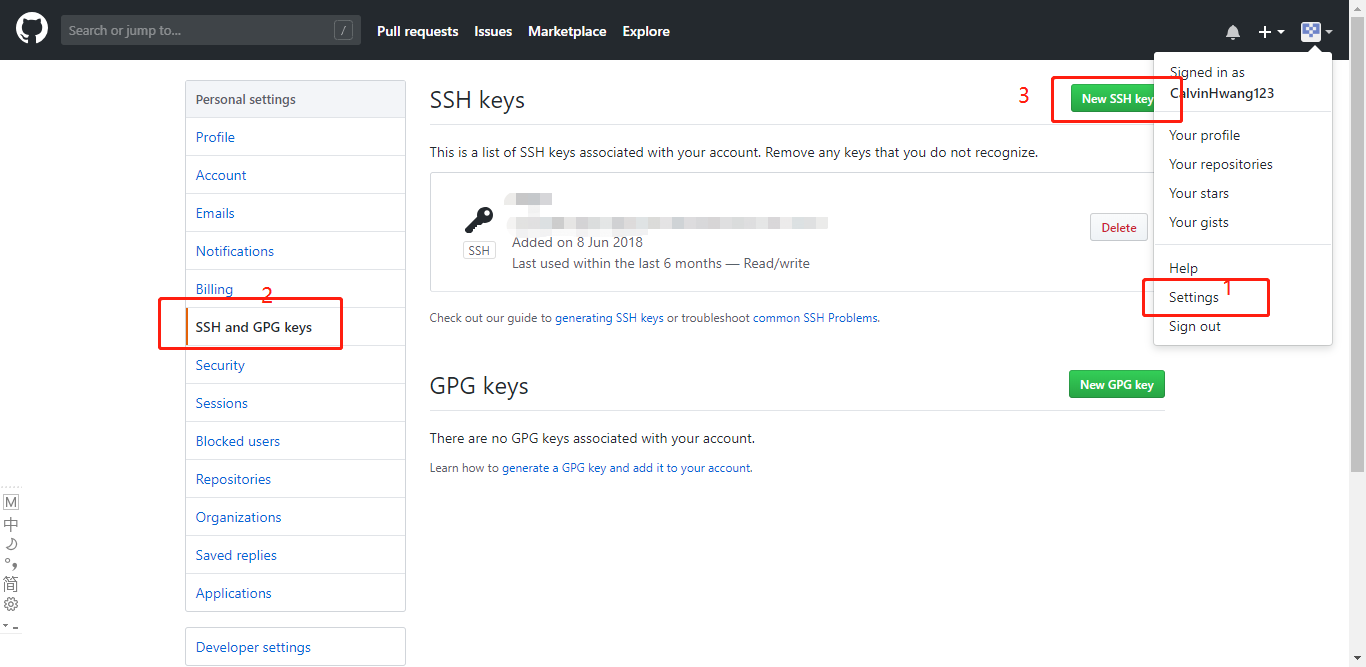 Search or jump to...
/
Pull requests
Issues
Marketplace
Explore
Signed in as
CalvinHwang123
Your profile
Your repositories
Your stars
Your gists
Help
Settings
1
Sign out
Personal settings
Profile
Account
Emails
Notifications
Billing
2
SSH and GPG keys
Security
Sessions
Blocked users
Repositories
Organizations
Saved replies
Applications
Developer settings
SSH keys
3
New SSH key
This is a list of SSH keys associated with your account. Remove any keys that you do not recognize.
SSH
Added on 8 Jun 2018
Last used within the last 6 months — Read/write
Delete
Check out our guide to generating SSH keys or troubleshoot common SSH Problems.
GPG keys
New GPG key
There are no GPG keys associated with your account.
Learn how to generate a GPG key and add it to your account.
M
中
°,
简